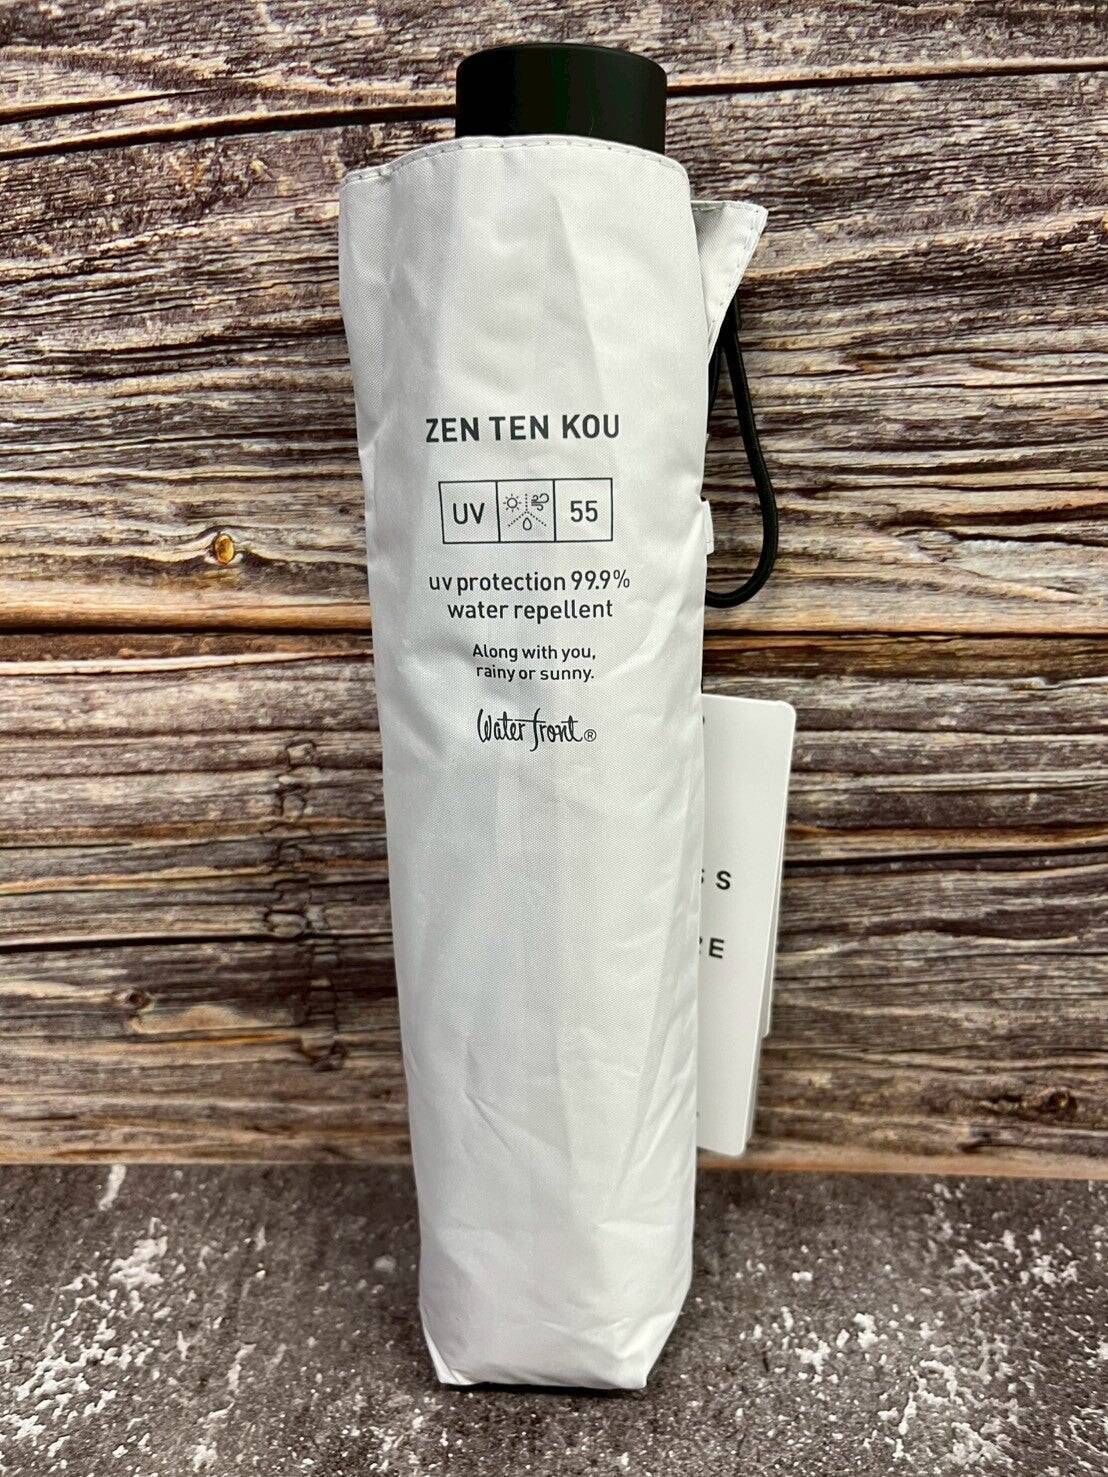 ZEN TEN KOU
UV 55
uv protection 99.9%
water repellent
Along with you,
rainy or sunny.
Water front®